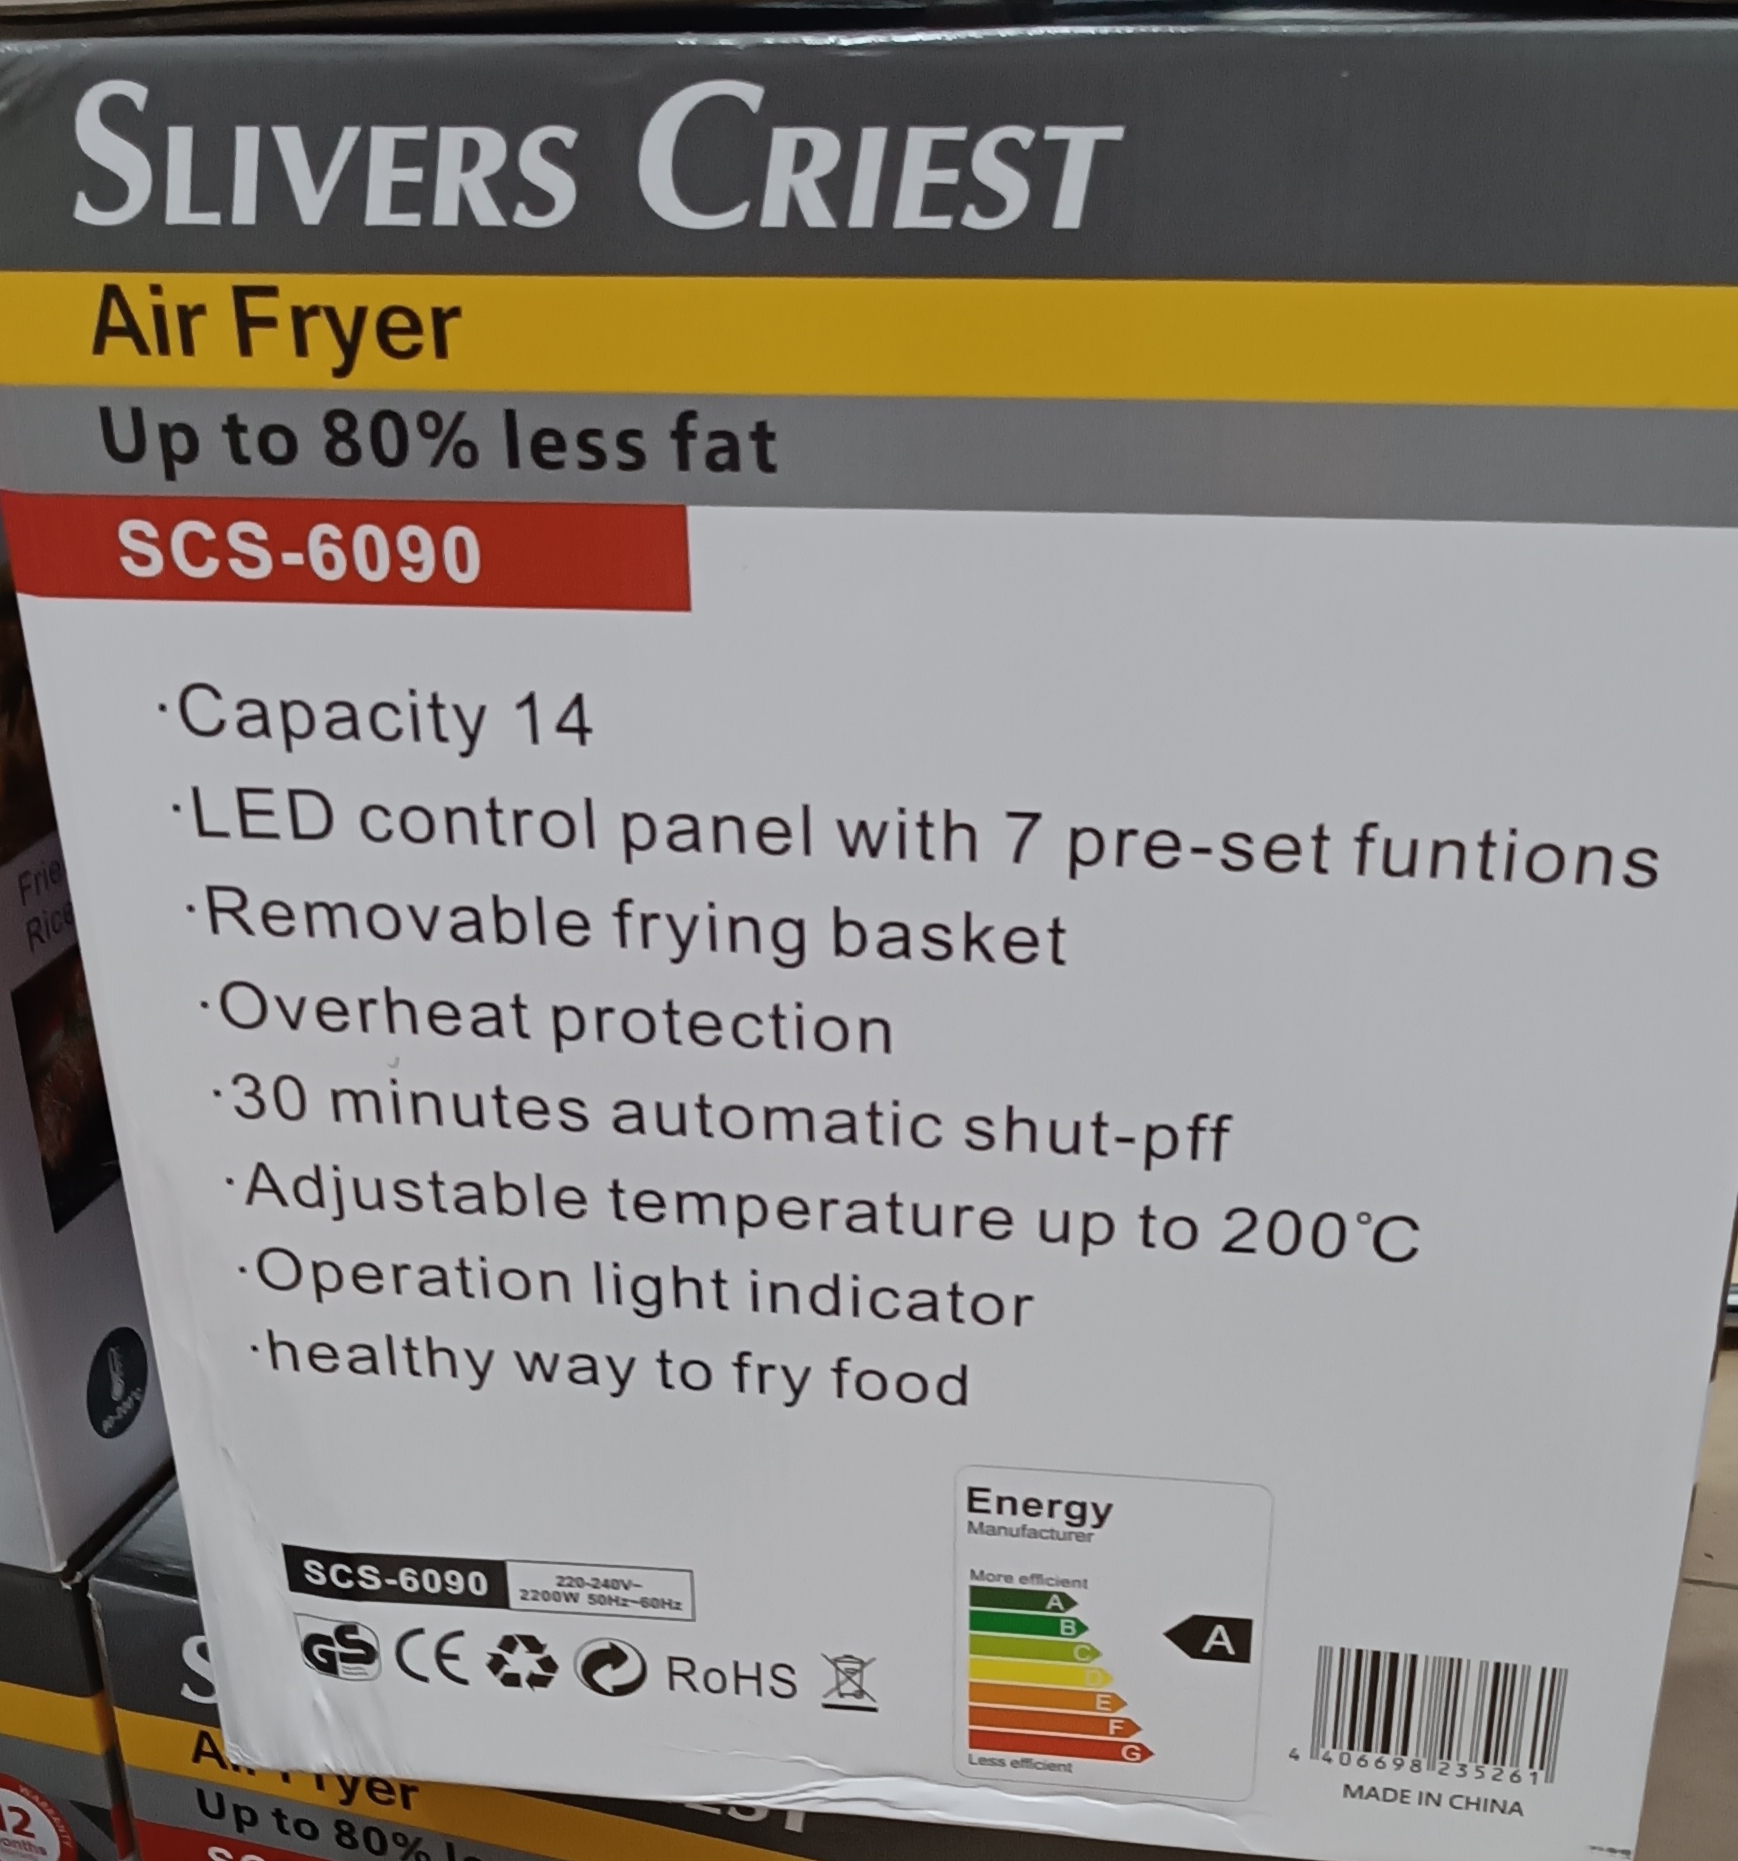 SLIVERS CRIEST
Air Fryer
Up to 80% less fat
SCS-6090
·Capacity 14
·LED control panel with 7 pre-set funtions
·Removable frying basket
·Overheat protection
·30 minutes automatic shut-pff
·Adjustable temperature up to 200°C
·Operation light indicator
·healthy way to fry food
SCS-6090
220-240V~
2200W 50Hz~60Hz
GS CE RoHS
Energy
Manufacturer
More efficient
A
B
C
D
E
F
G
Less efficient
A
4 406698 235261
MADE IN CHINA
Up to 80%
12